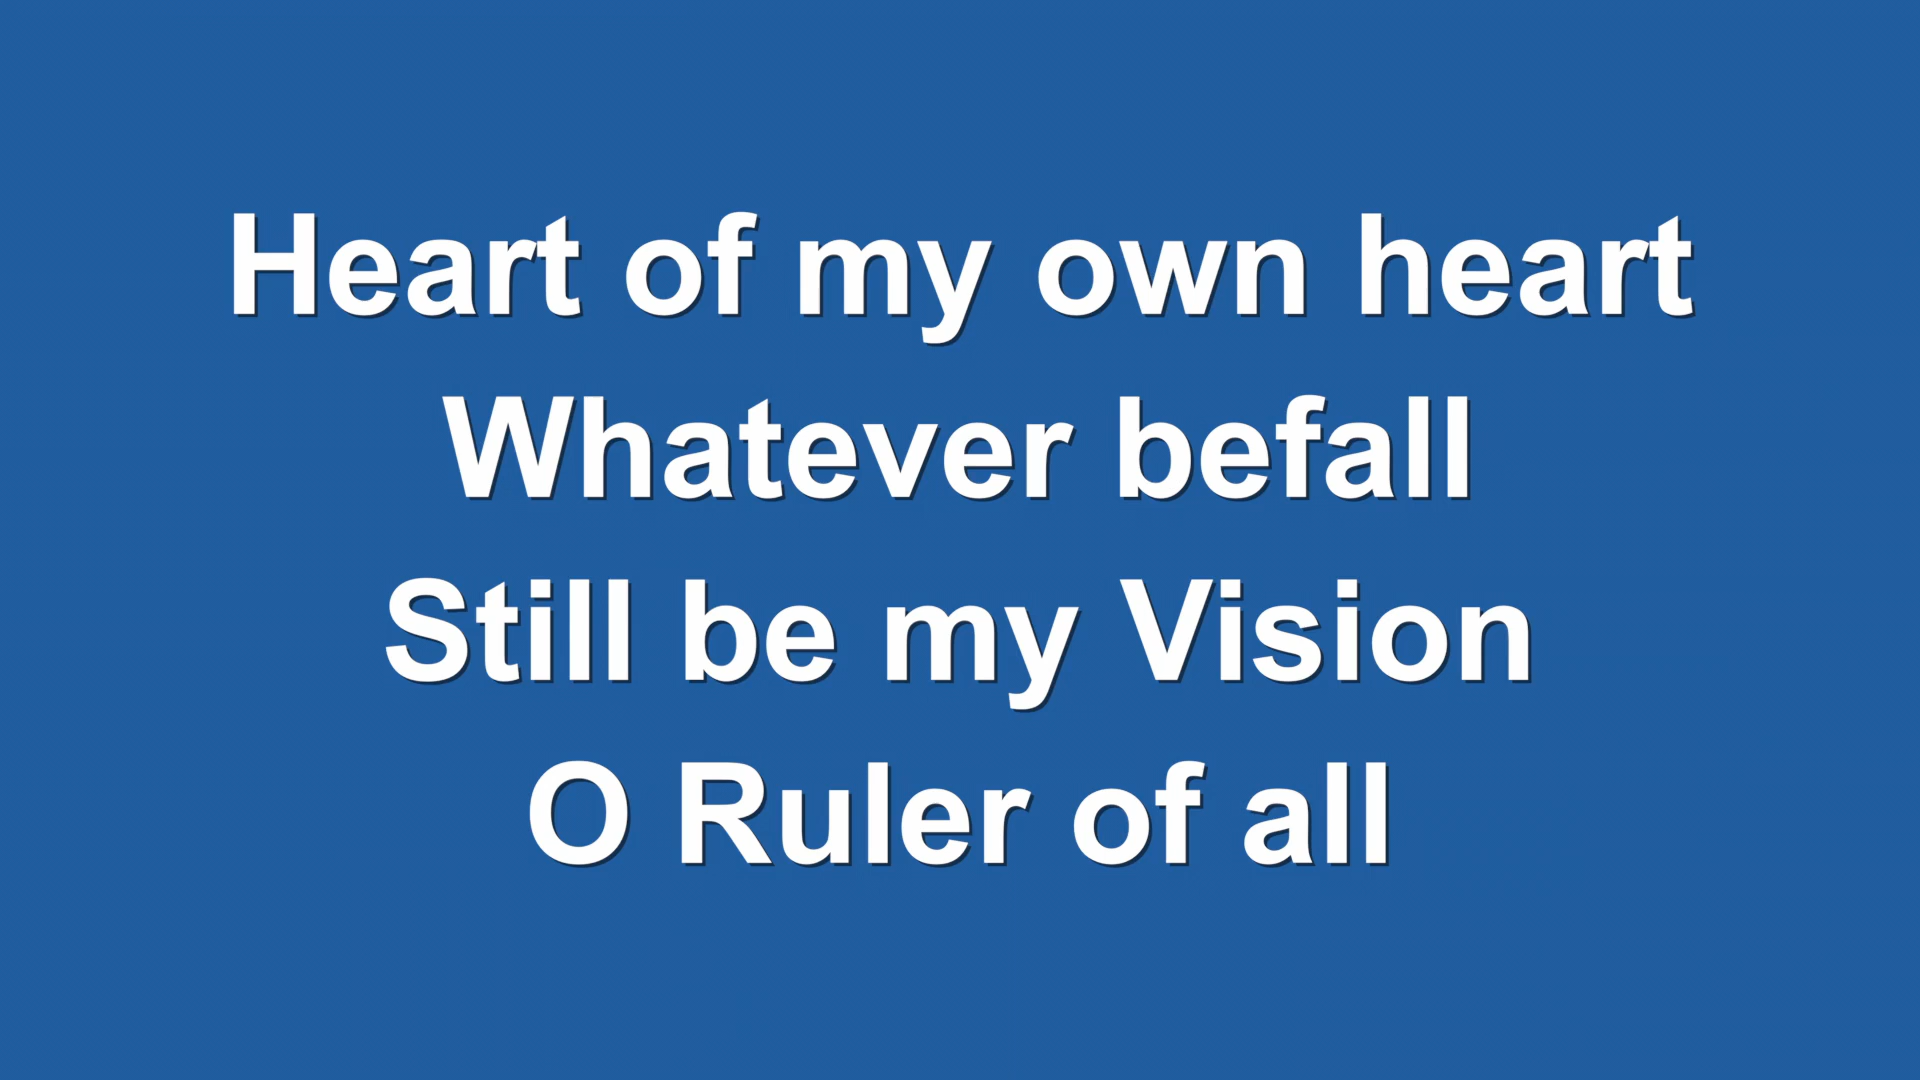 Heart of my own heart
Whatever befall
Still be my Vision
O Ruler of all